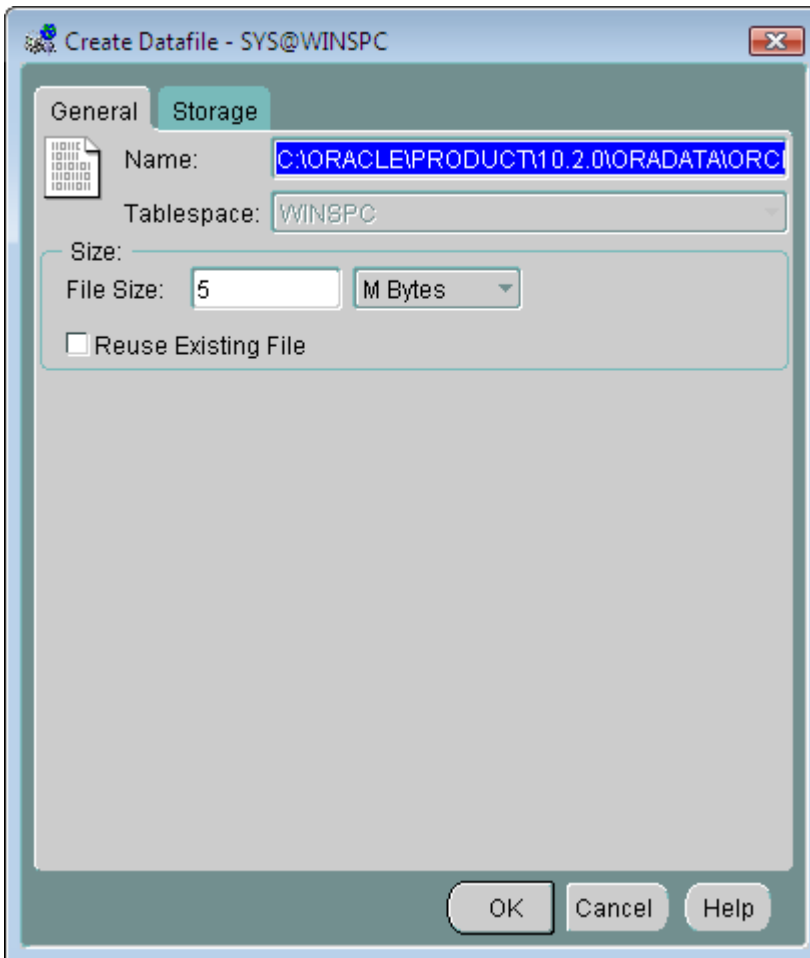 Create Datafile - SYS@WINSPC
General Storage
Name: C:\ORACLE\PRODUCT\10.2.0\ORADATA\ORCL
Tablespace: WINSPC
Size:
File Size: 5 M Bytes
Reuse Existing File
OK Cancel Help